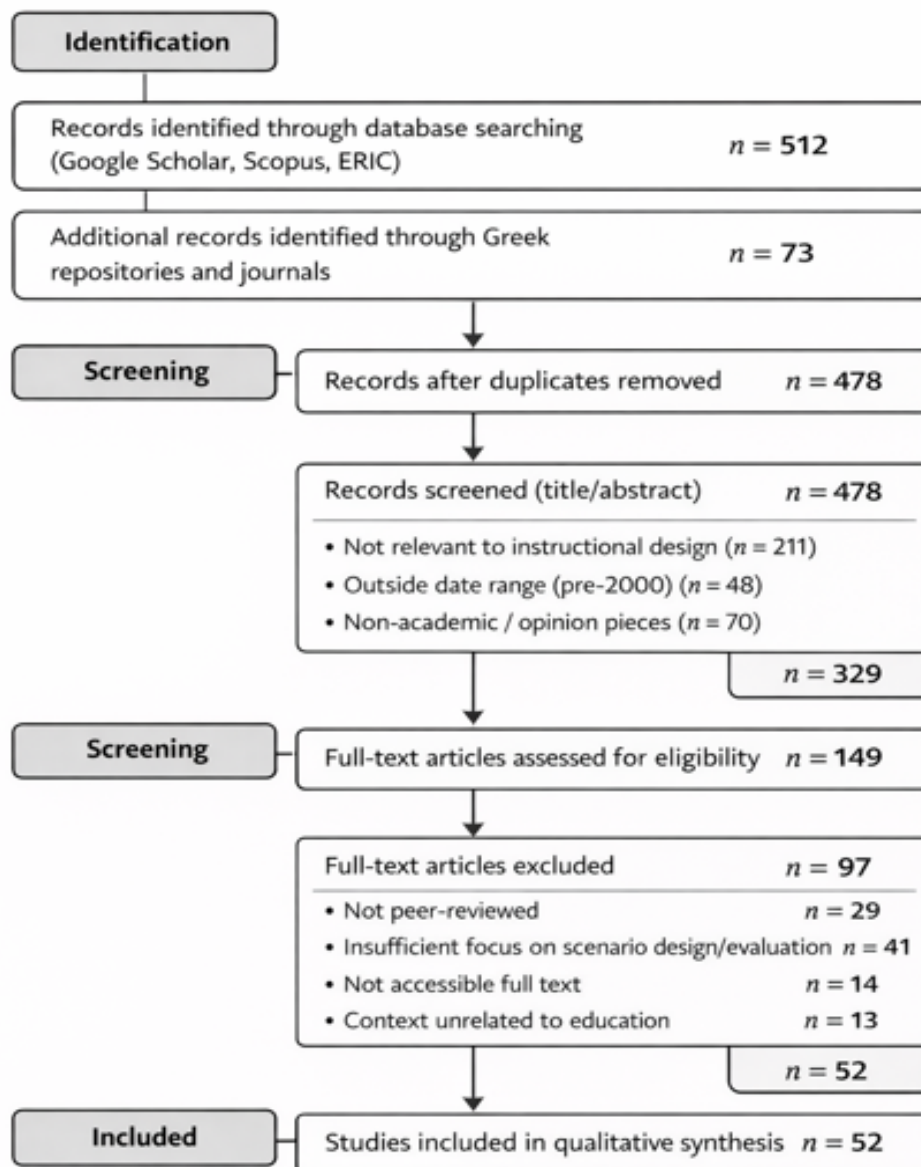 Identification
Records identified through database searching
(Google Scholar, Scopus, ERIC) n = 512
Additional records identified through Greek
repositories and journals n = 73
Screening
Records after duplicates removed n = 478
Records screened (title/abstract) n = 478
• Not relevant to instructional design (n = 211)
• Outside date range (pre-2000) (n = 48)
• Non-academic / opinion pieces (n = 70)
n = 329
Screening
Full-text articles assessed for eligibility n = 149
Full-text articles excluded n = 97
• Not peer-reviewed n = 29
• Insufficient focus on scenario design/evaluation n = 41
• Not accessible full text n = 14
• Context unrelated to education n = 13
n = 52
Included
Studies included in qualitative synthesis n = 52